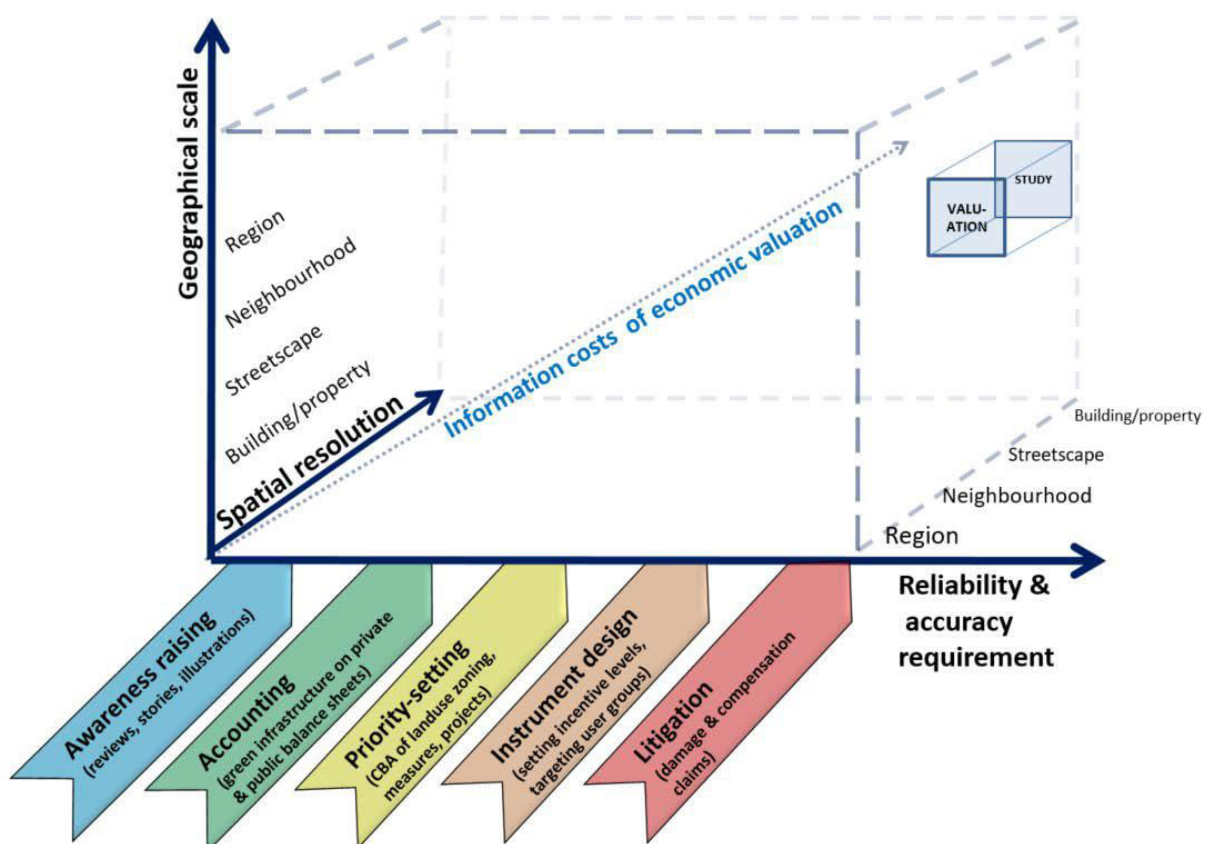 Geographical scale
Region
Neighbourhood
Streetscape
Building/property
Spatial resolution
Information costs of economic valuation
VALU-
ATION
STUDY
Building/property
Streetscape
Neighbourhood
Region
Reliability &
accuracy
requirement
Awareness raising
(reviews, stories, illustrations)
Accounting
(green infrastructure on private
& public balance sheets)
Priority-setting
(CBA of landuse zoning,
measures, projects)
Instrument design
(setting incentive levels,
targeting user groups)
Litigation
(damage & compensation
claims)